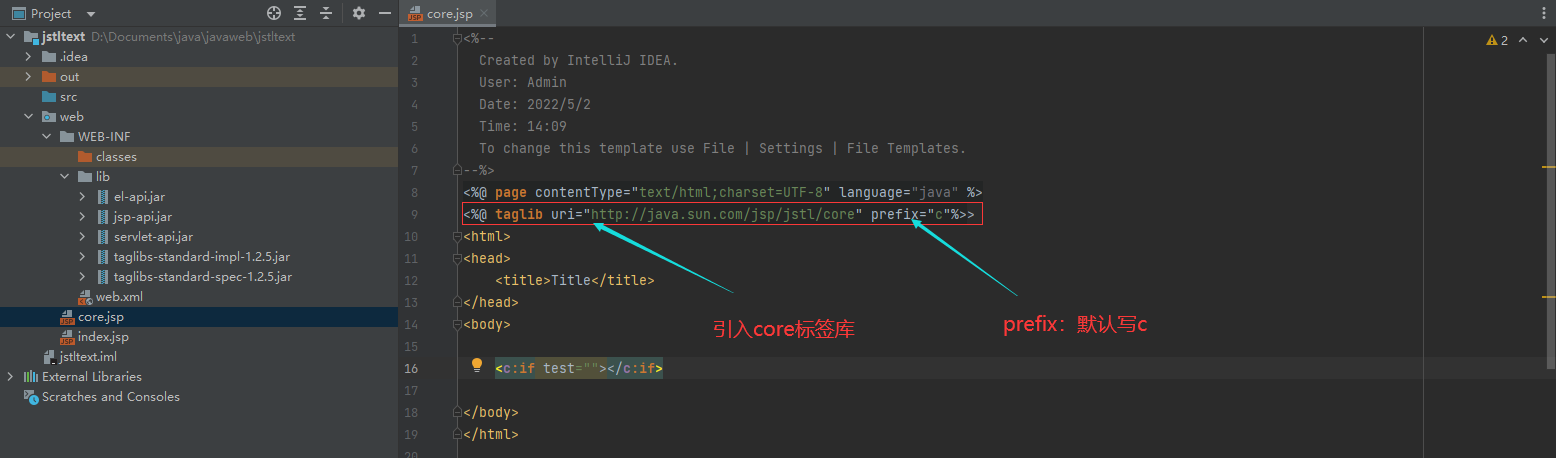 Project
jstltext D:\Documents\java\javaweb\jstltext
.idea
out
src
web
WEB-INF
classes
lib
el-api.jar
jsp-api.jar
servlet-api.jar
taglibs-standard-impl-1.2.5.jar
taglibs-standard-spec-1.2.5.jar
web.xml
core.jsp
index.jsp
jstltext.iml
External Libraries
Scratches and Consoles
core.jsp
2
1 <%--
2 Created by IntelliJ IDEA.
3 User: Admin
4 Date: 2022/5/2
5 Time: 14:09
6 To change this template use File | Settings | File Templates.
7 --%>
8 <%@ page contentType="text/html;charset=UTF-8" language="java" %>
9 <%@ taglib uri="http://java.sun.com/jsp/jstl/core" prefix="c"%>>
10 <html>
11 <head>
12 <title>Title</title>
13 </head>
14 <body>
15
16 <c:if test=""></c:if>
17
18 </body>
19 </html>
20
引入core标签库
prefix：默认写c